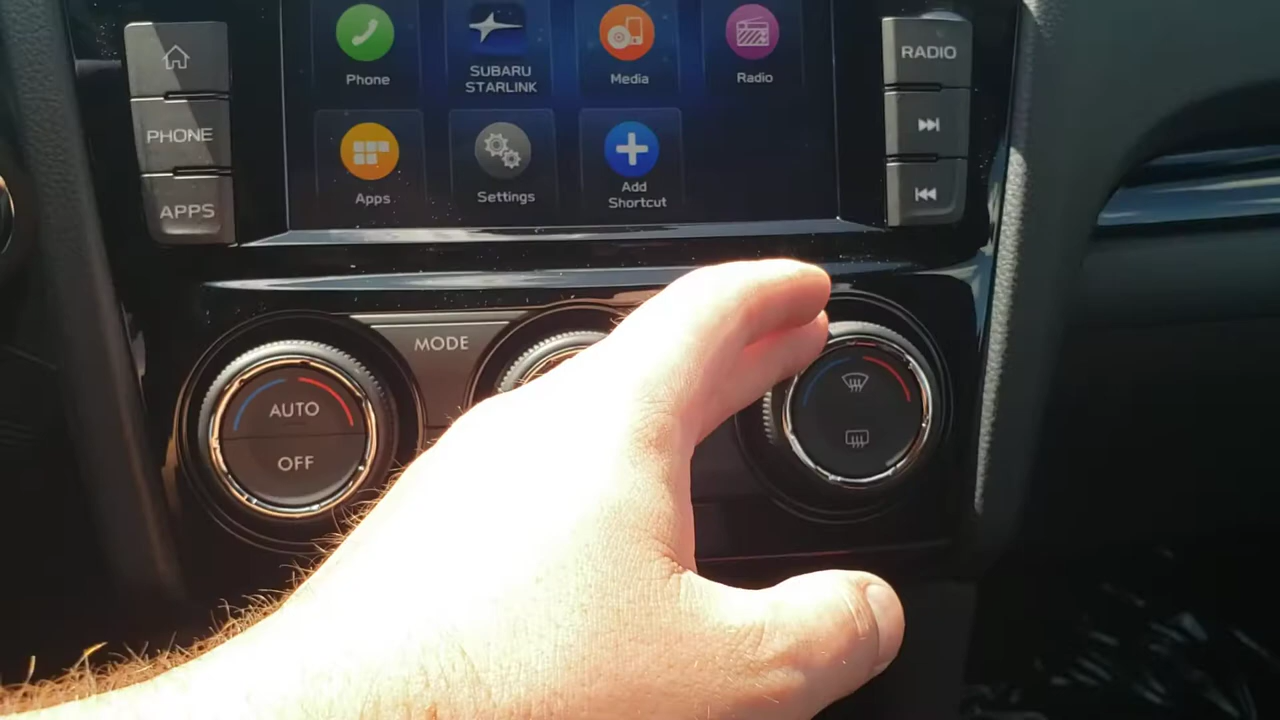 Phone
SUBARU
STARLINK
Media
Radio
RADIO
PHONE
Apps
Settings
Add
Shortcut
APPS
MODE
AUTO
OFF